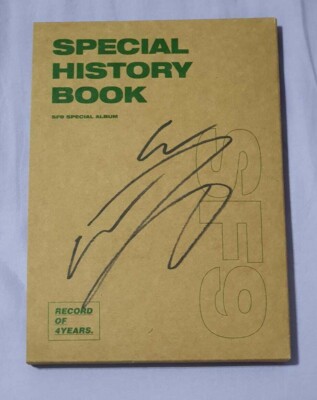 SPECIAL
HISTORY
BOOK
SF9 SPECIAL ALBUM
SF9
RECORD
OF
4YEARS.